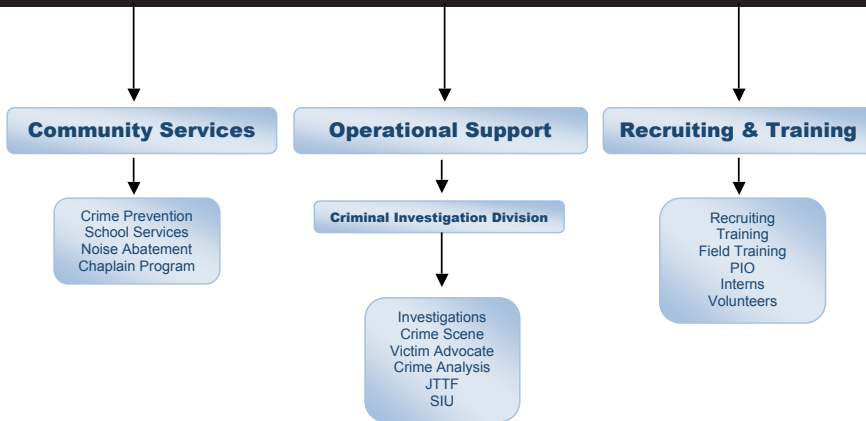 Community Services
Crime Prevention
School Services
Noise Abatement
Chaplain Program
Operational Support
Criminal Investigation Division
Investigations
Crime Scene
Victim Advocate
Crime Analysis
JTTF
SIU
Recruiting & Training
Recruiting
Training
Field Training
PIO
Interns
Volunteers